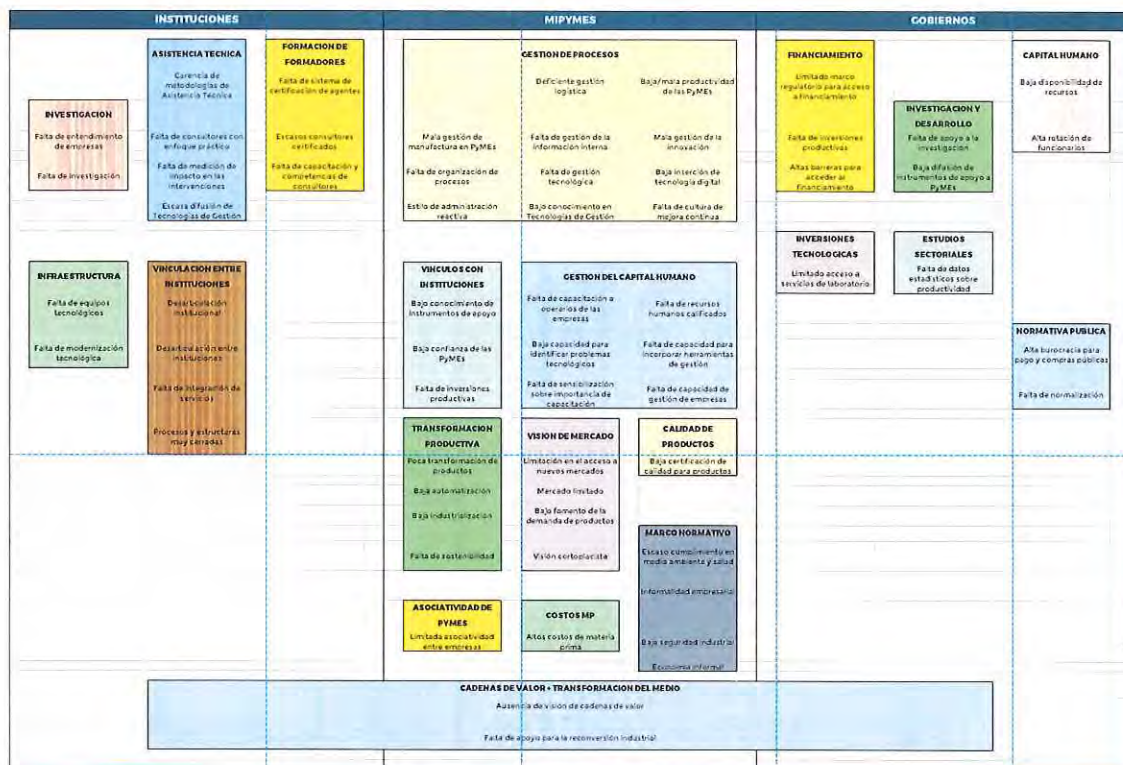 INSTITUCIONES
MIPYMES
GOBIERNOS
ASISTENCIA TECNICA
Carencia de
metodologías de
Asistencia Técnica
Falta de consultores con
enfoque práctico
Falta de medición de
impacto en las
intervenciones
Escasa difusión de
Tecnologías de Gestión
FORMACION DE
FORMADORES
Falta de sistema de
certificación de agentes
Escasos consultores
certificados
Falta de capacitación y
competencias de
consultores
INVESTIGACION
Falta de entendimiento de
empresas
Falta de investigación
INFRAESTRUCTURA
Falta de equipos
tecnológicos
Falta de modernización
tecnológica
VINCULACION ENTRE
INSTITUCIONES
Desarticulación
institucional
Desarticulación entre
instituciones
Falta de integración de
servicios
Procesos y estructuras
muy cerradas
GESTION DE PROCESOS
Deficiente gestión
logística
Baja/mala productividad
de las PyMEs
Mala gestión de
manufactura en PyMEs
Falta de gestión de la
información interna
Mala gestión de la
innovación
Falta de organización de
procesos
Falta de gestión
tecnológica
Baja inserción de
tecnología digital
Estilo de administración
reactiva
Bajo conocimiento en
Tecnologías de Gestión
Falta de cultura de
mejora continua
VINCULOS CON
INSTITUCIONES
Bajo conocimiento de
instrumentos de apoyo
Baja confianza de las
PyMEs
Falta de inversiones
productivas
GESTION DEL CAPITAL HUMANO
Falta de capacitación a
operarios de las
empresas
Falta de recursos
humanos calificados
Baja capacidad para
identificar problemas
tecnológicos
Falta de capacidad para
incorporar herramientas
de gestión
Falta de sensibilización
sobre importancia de
capacitación
Falta de capacidad de
gestión de empresas
TRANSFORMACION
PRODUCTIVA
Poca transformación de
productos
Baja automatización
Baja industrialización
Falta de sostenibilidad
VISION DE MERCADO
Limitación en el acceso a
nuevos mercados
Mercado limitado
Bajo fomento de la
demanda de productos
Visión cortoplacista
CALIDAD DE
PRODUCTOS
Baja certificación de
calidad para productos
MARCO NORMATIVO
Escaso cumplimiento en
medio ambiente y salud
Informalidad empresarial
Baja seguridad industrial
Economía informal
ASOCIATIVIDAD DE
PYMES
Limitada asociatividad
entre empresas
COSTOS MP
Altos costos de materia
prima
FINANCIAMIENTO
Limitado marco
regulatorio para acceso
a financiamiento
Falta de inversiones
productivas
Altas barreras para
acceder al
financiamiento
INVESTIGACION Y
DESARROLLO
Falta de apoyo a la
investigación
Baja difusión de
instrumentos de apoyo a
PyMEs
CAPITAL HUMANO
Baja disponibilidad de
recursos
Alta rotación de
funcionarios
INVERSIONES
TECNOLOGICAS
Limitado acceso a
servicios de laboratorio
ESTUDIOS
SECTORIALES
Falta de datos
estadísticos sobre
productividad
NORMATIVA PUBLICA
Alta burocracia para
pago y compras públicas
Falta de normalización
CADENAS DE VALOR + TRANSFORMACION DEL MEDIO
Ausencia de visión de cadenas de valor
Falta de apoyo para la reconversión industrial